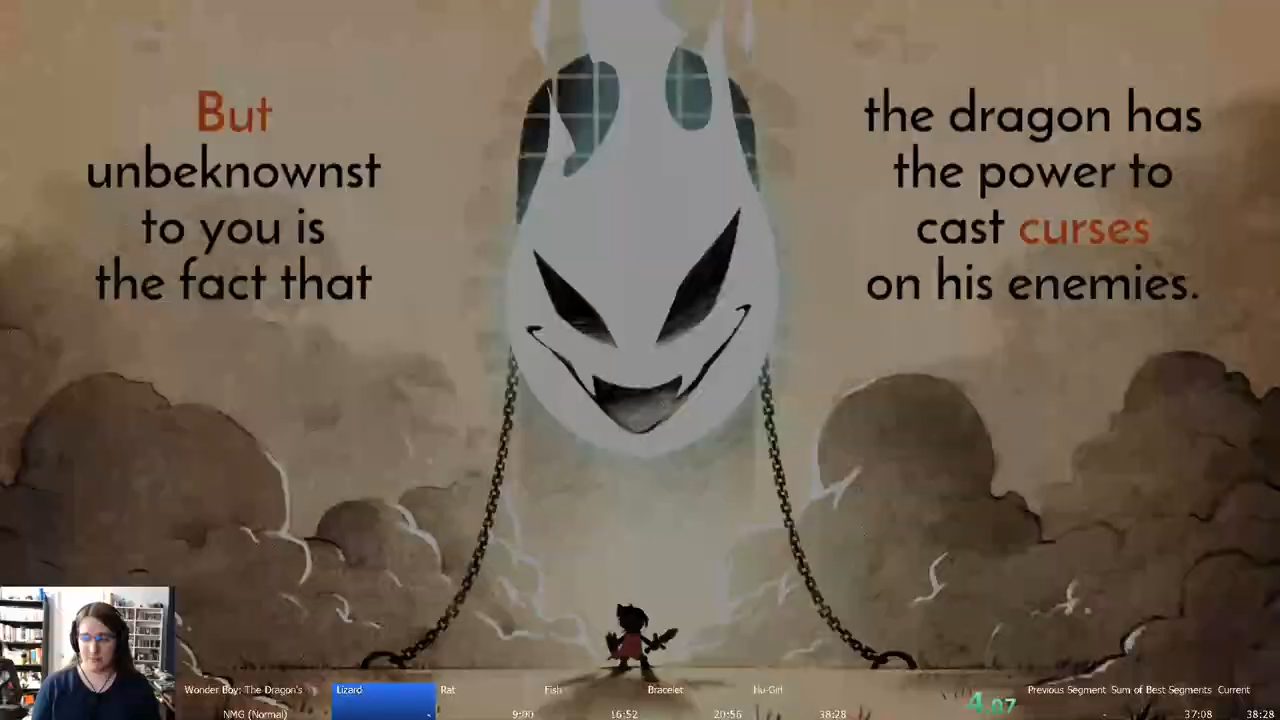 But
unbeknownst
to you is
the fact that
the dragon has
the power to
cast curses
on his enemies.
Wonder Boy: The Dragon's
NMG (Normal)
Lizard
-
Rat
9:00
Fish
16:52
Bracelet
20:56
Hu-Girl
38:28
4.07
Previous Segment
-
Sum of Best Segments
37:08
Current
38:28